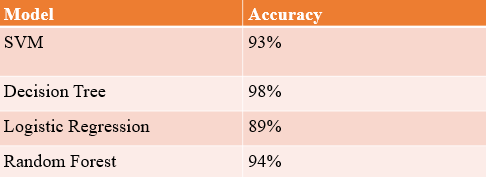 Model Accuracy
SVM 93%
Decision Tree 98%
Logistic Regression 89%
Random Forest 94%